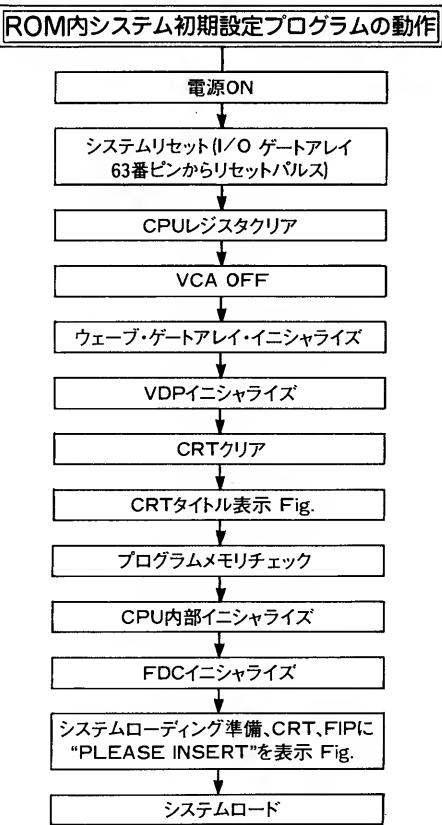 ROM内システム初期設定プログラムの動作
電源ON
システムリセット(I/O ゲートアレイ
63番ピンからリセットパルス)
CPUレジスタクリア
VCA OFF
ウェーブ・ゲートアレイ・イニシャライズ
VDPイニシャライズ
CRTクリア
CRTタイトル表示 Fig.
プログラムメモリチェック
CPU内部イニシャライズ
FDCイニシャライズ
システムローディング準備、CRT、FIPに
“PLEASE INSERT”を表示 Fig.
システムロード